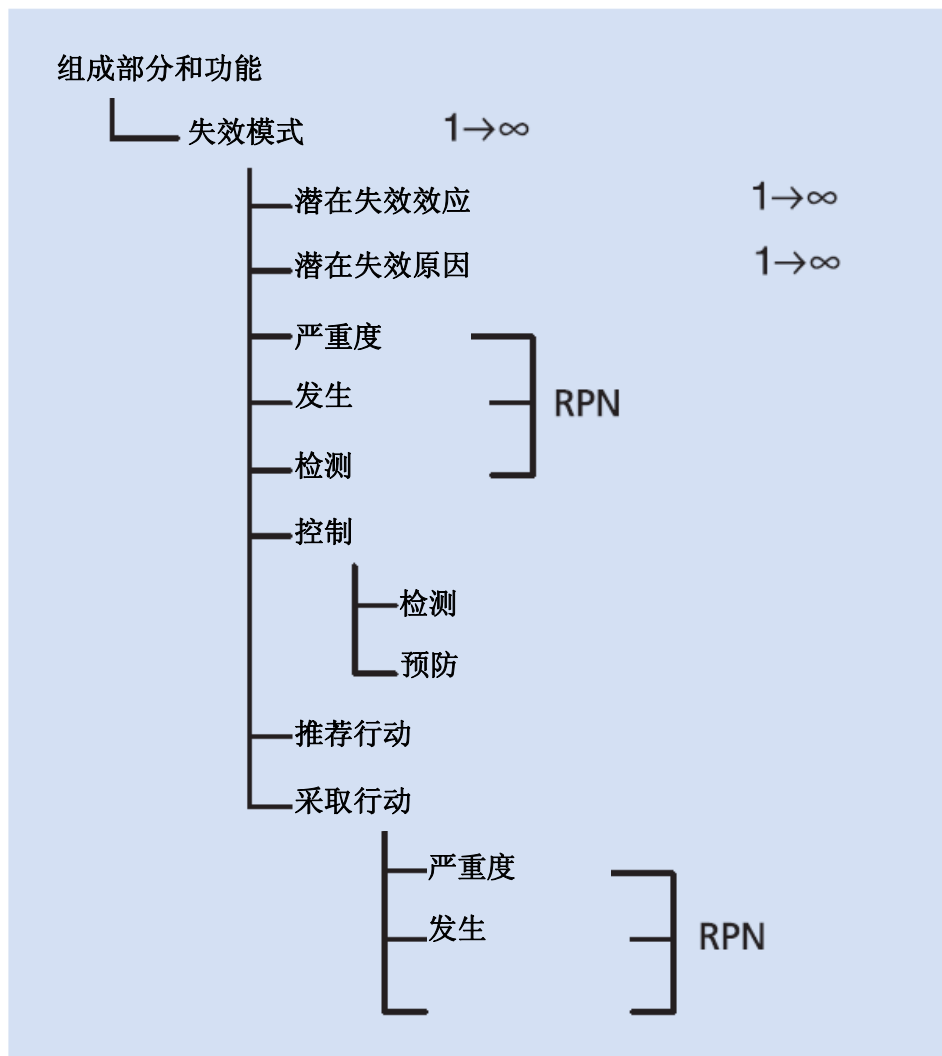 组成部分和功能
失效模式 1→∞
潜在失效效应 1→∞
潜在失效原因 1→∞
严重度
发生 RPN
检测
控制
检测
预防
推荐行动
采取行动
严重度
发生 RPN